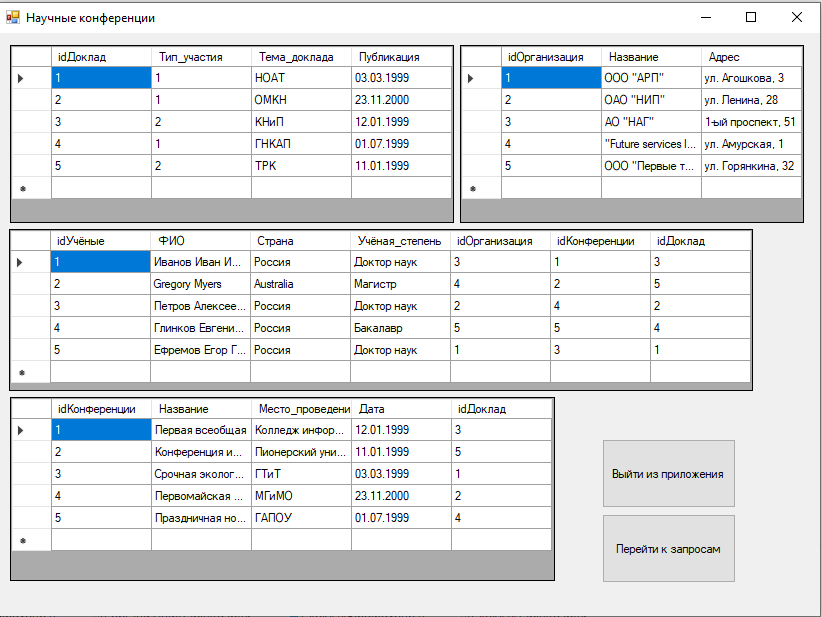 Научные конференции
idДоклад Тип_участия Тема_доклада Публикация
1 1 НОАТ 03.03.1999
2 1 ОМКН 23.11.2000
3 2 КНиП 12.01.1999
4 1 ГНКАП 01.07.1999
5 2 ТРК 11.01.1999
idОрганизация Название Адрес
1 ООО "АРП" ул. Агошкова, 3
2 ОАО "НИП" ул. Ленина, 28
3 АО "НАГ" 1-ый проспект, 51
4 "Future services l... ул. Амурская, 1
5 ООО "Первые т... ул. Горянкина, 32
idУчёные ФИО Страна Учёная_степень idОрганизация idКонференции idДоклад
1 Иванов Иван И... Россия Доктор наук 3 1 3
2 Gregory Myers Australia Магистр 4 2 5
3 Петров Алексее... Россия Доктор наук 2 4 2
4 Глинков Евгени... Россия Бакалавр 5 5 4
5 Ефремов Егор Г... Россия Доктор наук 1 3 1
idКонференции Название Место_проведени Дата idДоклад
1 Первая всеобщая Колледж инфор... 12.01.1999 3
2 Конференция и... Пионерский уни... 11.01.1999 5
3 Срочная эколог... ГТиТ 03.03.1999 1
4 Первомайская ... МГиМО 23.11.2000 2
5 Праздничная но... ГАПОУ 01.07.1999 4
Выйти из приложения
Перейти к запросам